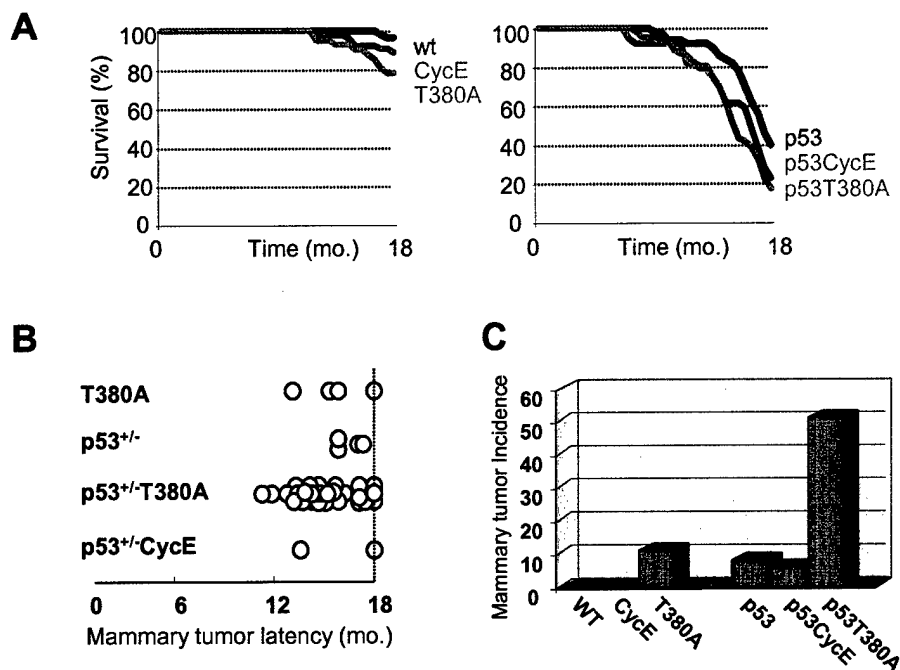 A
Survival (%)
100
80
60
40
20
0
0
Time (mo.)
18
wt
CycE
T380A
100
80
60
40
20
0
0
Time (mo.)
18
p53
p53CycE
p53T380A
B
T380A
p53+/-
p53+/-T380A
p53+/-CycE
0
6
12
18
Mammary tumor latency (mo.)
C
Mammary tumor Incidence
60
50
40
30
20
10
0
WT
CycE
T380A
p53
p53CycE
p53T380A